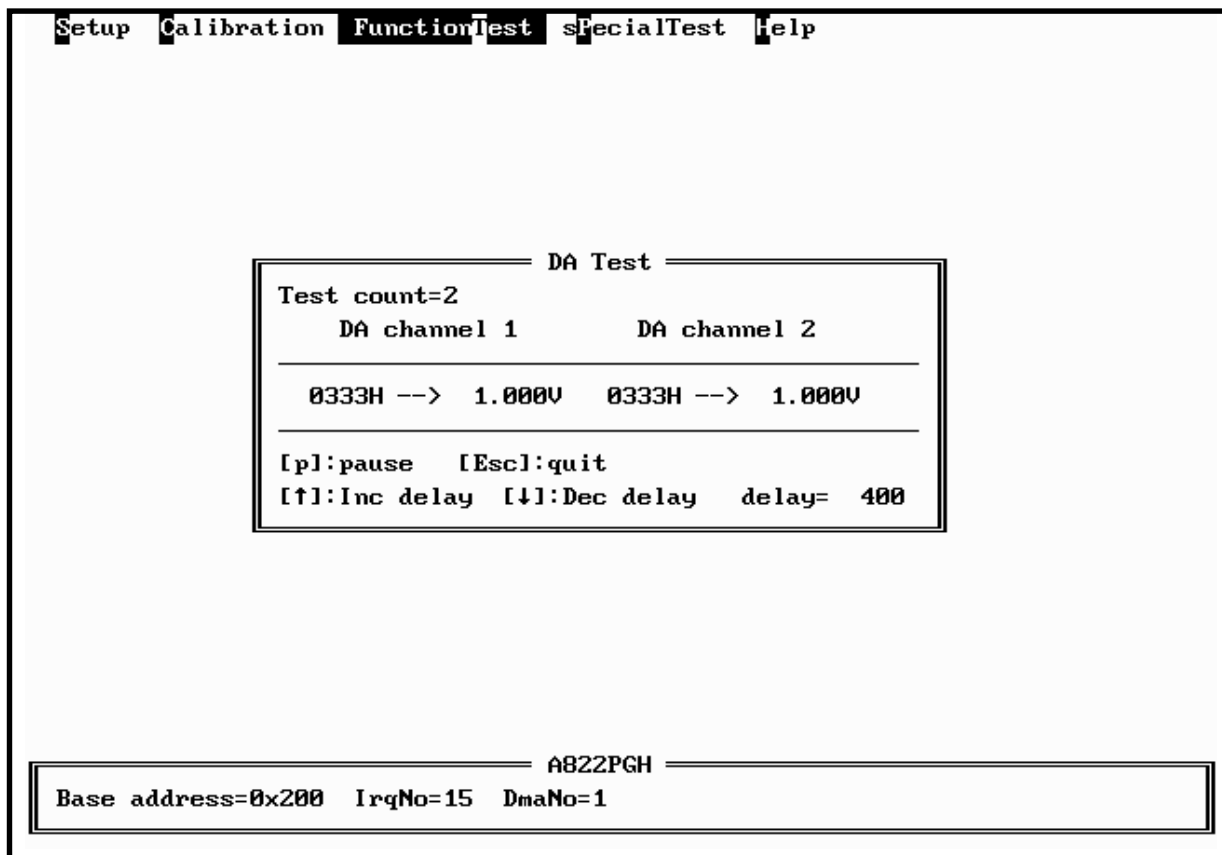 Setup Calibration FunctionTest sPecialTest Help
DA Test
Test count=2
DA channel 1 DA channel 2
0333H --> 1.000V 0333H --> 1.000V
[p]:pause [Esc]:quit
[↑]:Inc delay [↓]:Dec delay delay= 400
A822PGH
Base address=0x200 IrqNo=15 DmaNo=1